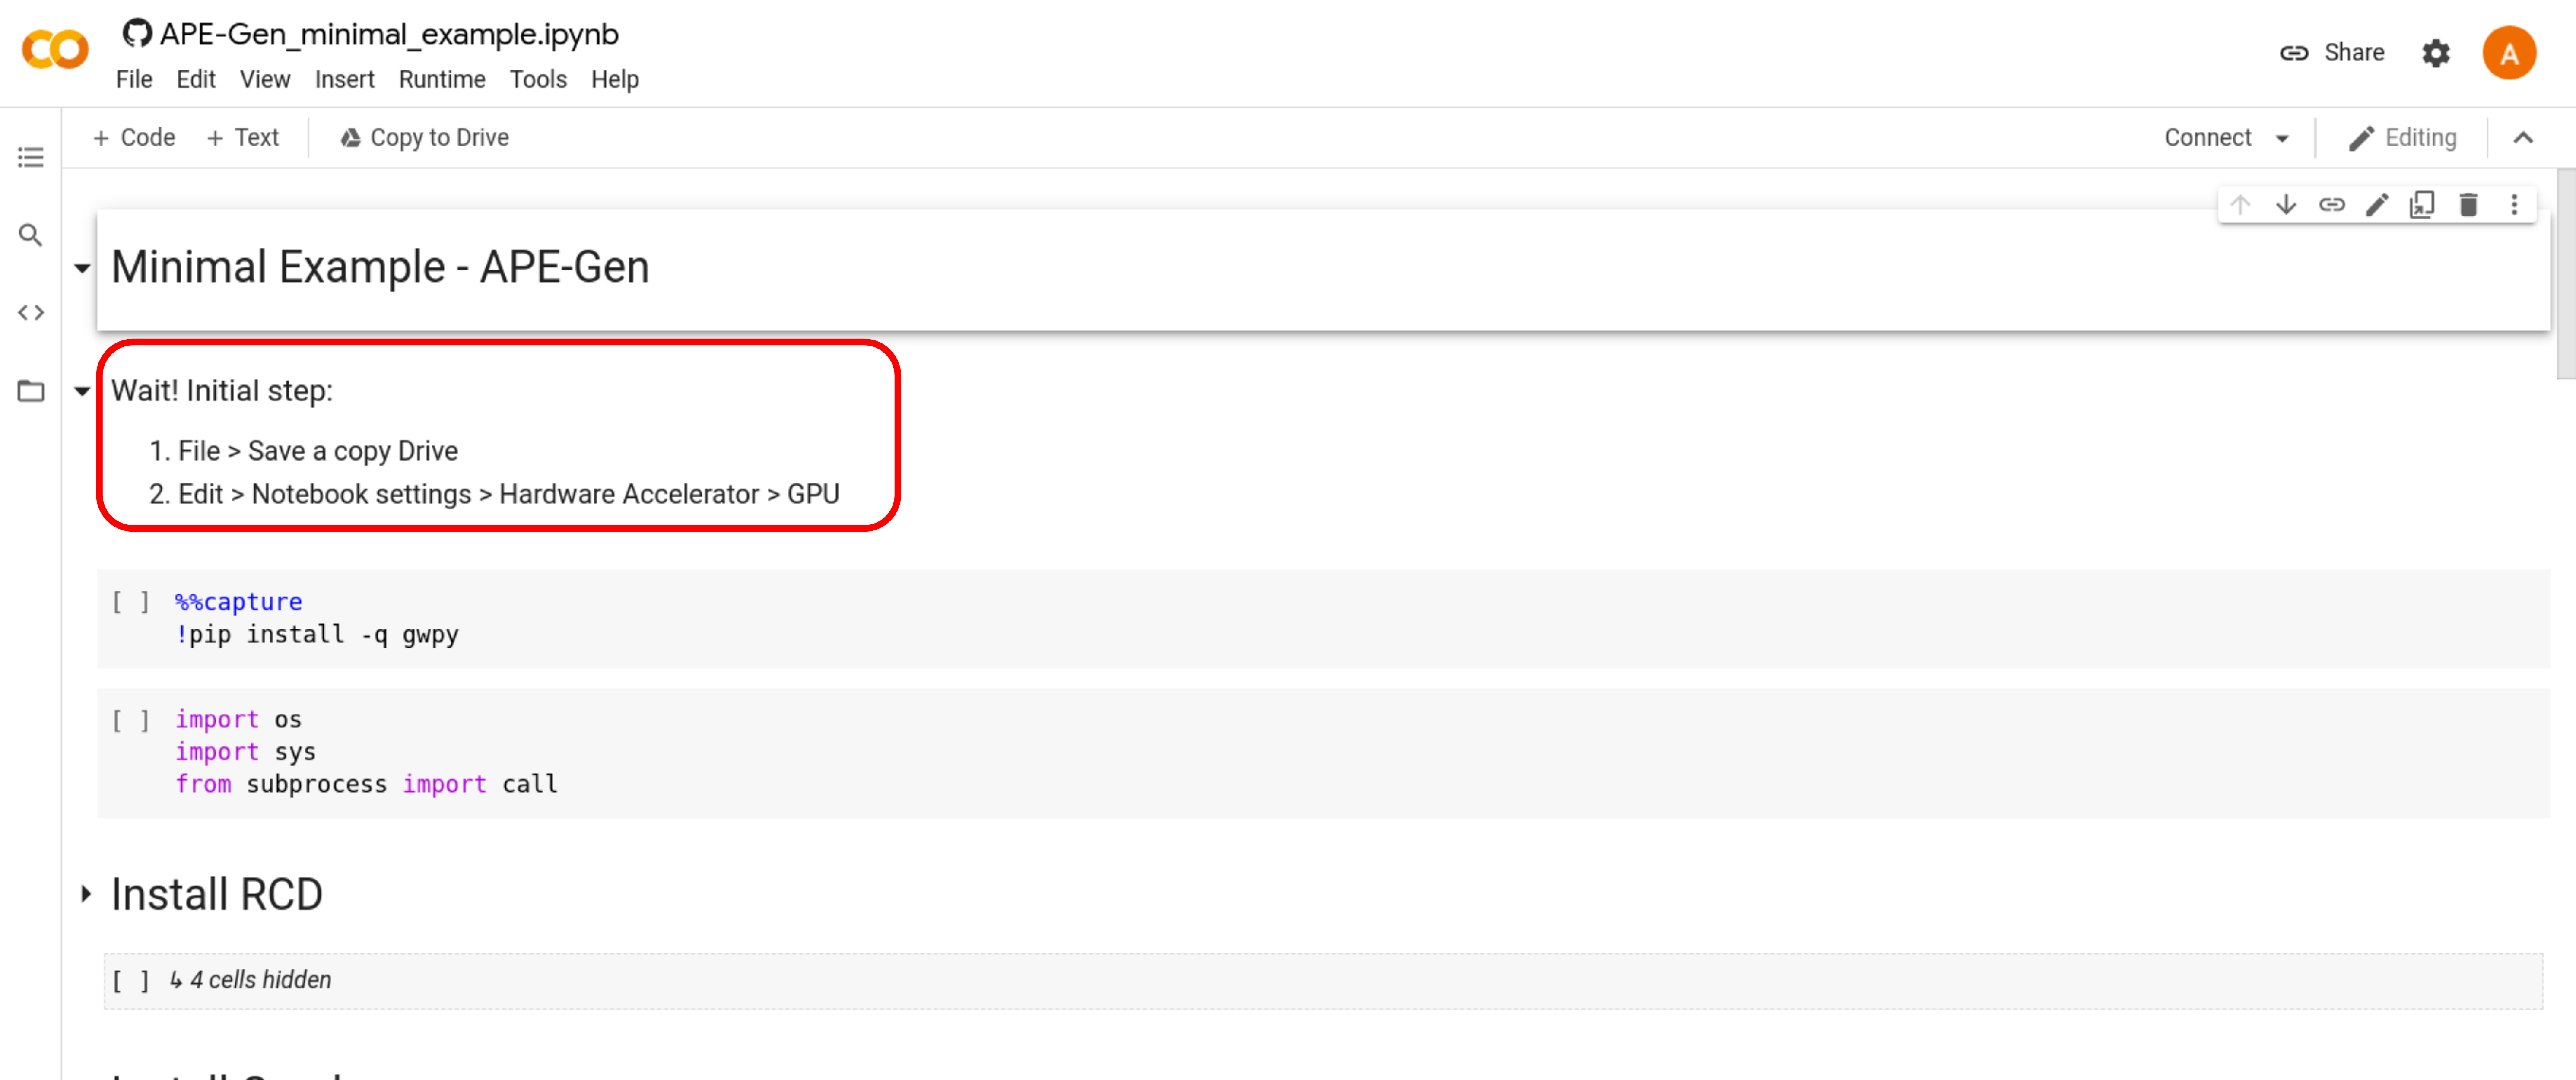 APE-Gen_minimal_example.ipynb
File Edit View Insert Runtime Tools Help
Share
A
+ Code + Text Copy to Drive
Connect Editing
Minimal Example - APE-Gen
Wait! Initial step:
1. File > Save a copy Drive
2. Edit > Notebook settings > Hardware Accelerator > GPU
[ ] %%capture
!pip install -q gwpy
[ ] import os
import sys
from subprocess import call
Install RCD
[ ] ↳ 4 cells hidden